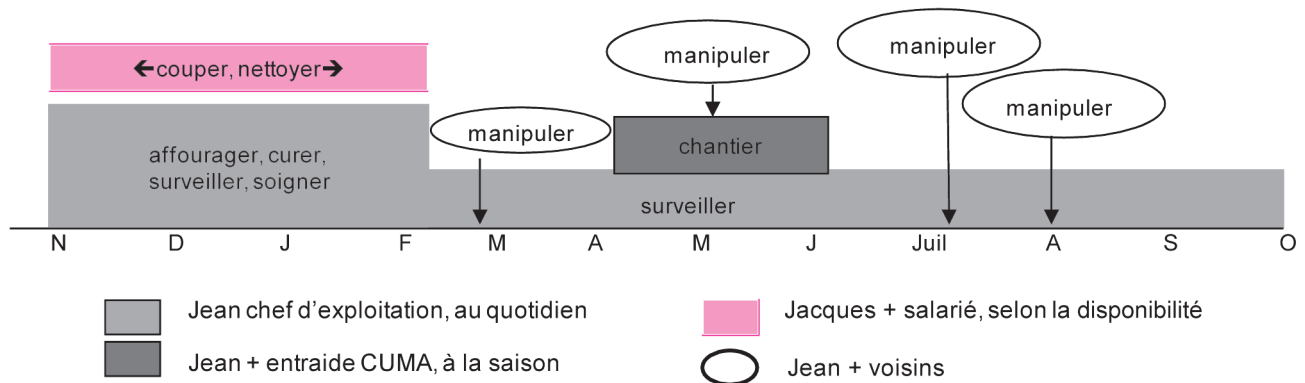 manipuler
manipuler
←couper, nettoyer→
manipuler
manipuler
chantier
affourager, curer,
surveiller, soigner
surveiller
N D J F M A M J Juil A S O
Jean chef d’exploitation, au quotidien
Jacques + salarié, selon la disponibilité
Jean + entraide CUMA, à la saison
Jean + voisins